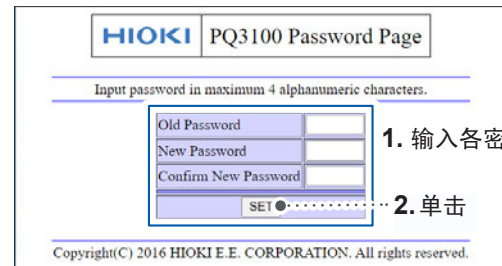 HIOKI PQ3100 Password Page
Input password in maximum 4 alphanumeric characters.
Old Password
New Password
Confirm New Password
1. 输入各密
SET
2. 单击
Copyright(C) 2016 HIOKI E.E. CORPORATION. All rights reserved.